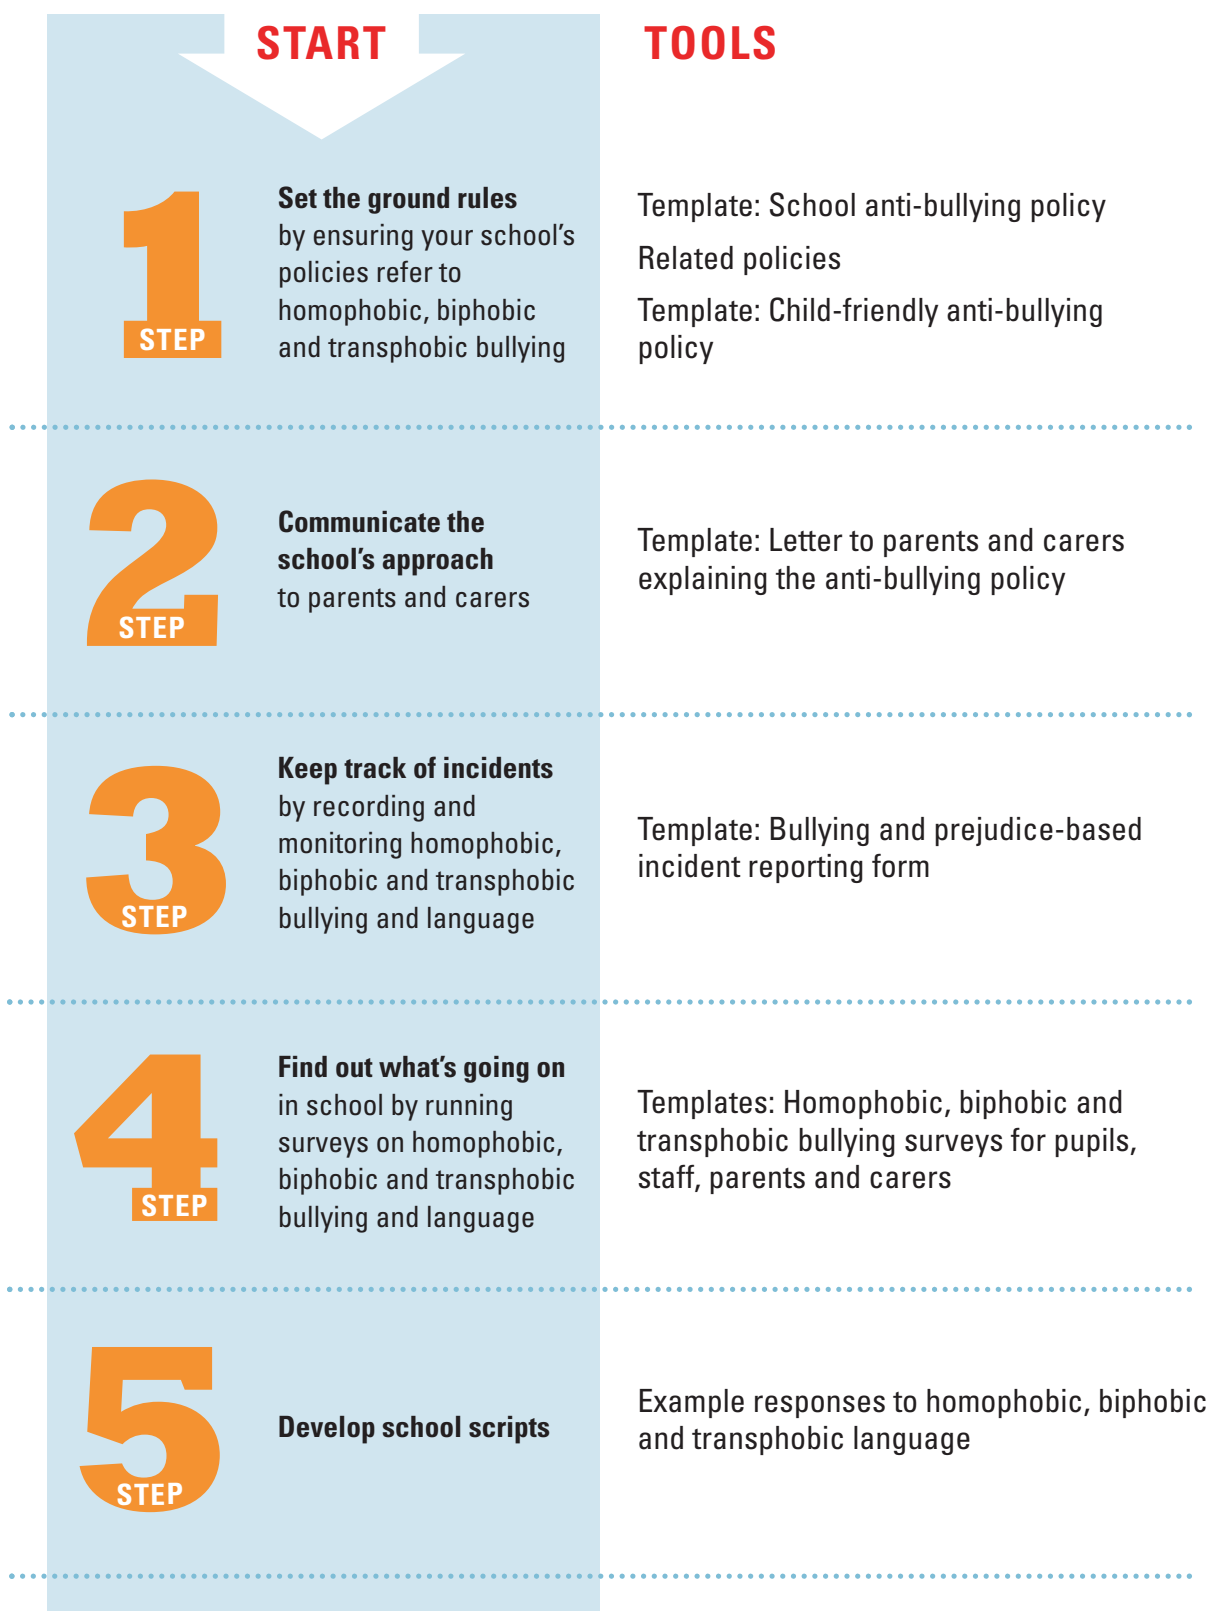 START
TOOLS
1
STEP
Set the ground rules
by ensuring your school's
policies refer to
homophobic, biphobic
and transphobic bullying
Template: School anti-bullying policy
Related policies
Template: Child-friendly anti-bullying
policy
2
STEP
Communicate the
school's approach
to parents and carers
Template: Letter to parents and carers
explaining the anti-bullying policy
3
STEP
Keep track of incidents
by recording and
monitoring homophobic,
biphobic and transphobic
bullying and language
Template: Bullying and prejudice-based
incident reporting form
4
STEP
Find out what's going on
in school by running
surveys on homophobic,
biphobic and transphobic
bullying and language
Templates: Homophobic, biphobic and
transphobic bullying surveys for pupils,
staff, parents and carers
5
STEP
Develop school scripts
Example responses to homophobic, biphobic
and transphobic language